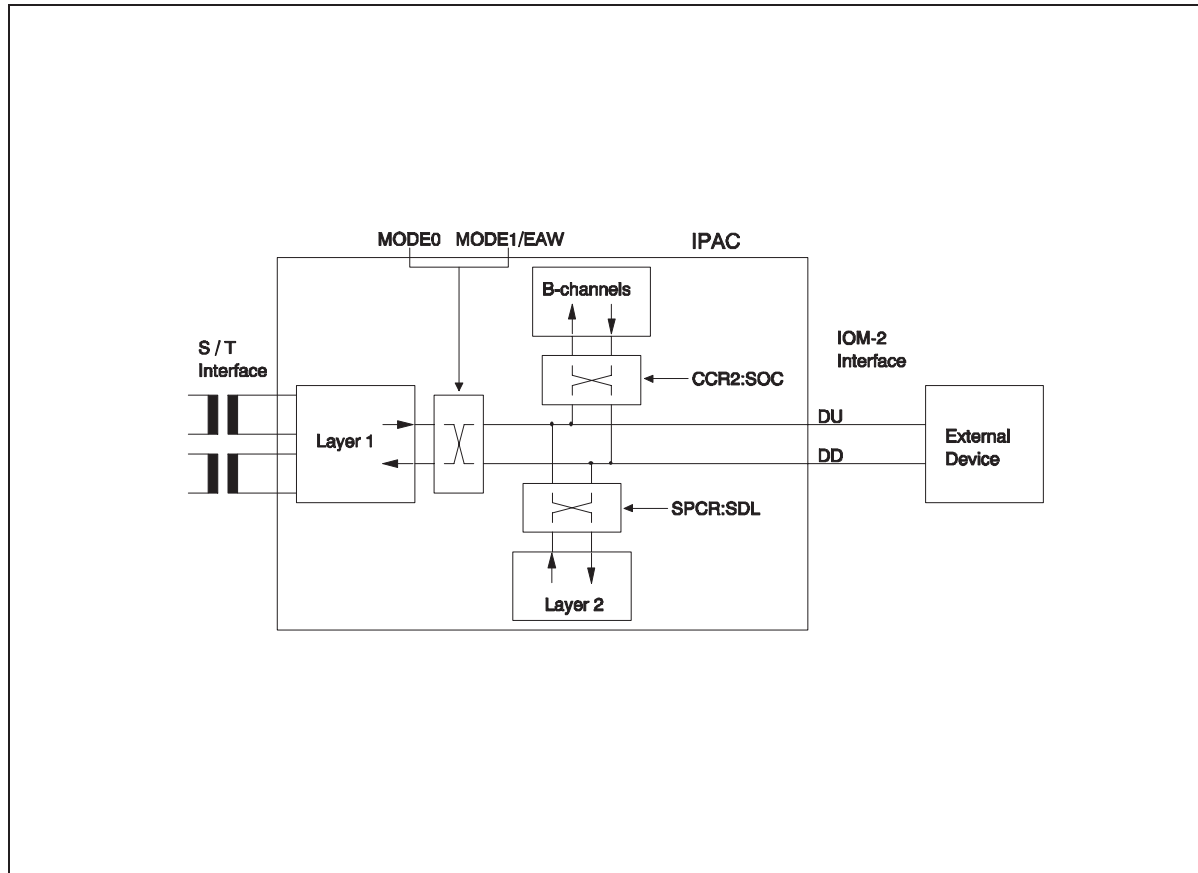 MODE0 MODE1/EAW IPAC
B-channels
S / T
Interface
IOM-2
Interface
CCR2:SOC
DU
Layer 1
External
Device
DD
SPCR:SDL
Layer 2